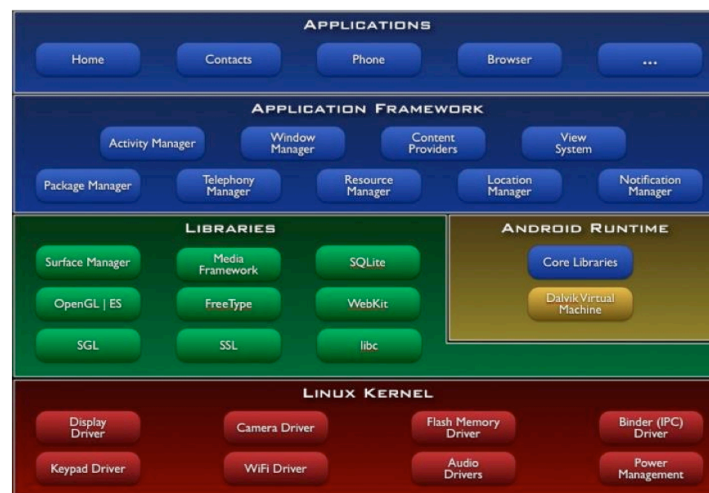 APPLICATIONS
Home Contacts Phone Browser ...
APPLICATION FRAMEWORK
Activity Manager Window Manager Content Providers View System
Package Manager Telephony Manager Resource Manager Location Manager Notification Manager
LIBRARIES
Surface Manager Media Framework SQLite
OpenGL | ES FreeType WebKit
SGL SSL libc
ANDROID RUNTIME
Core Libraries
Dalvik Virtual Machine
LINUX KERNEL
Display Driver Camera Driver Flash Memory Driver Binder (IPC) Driver
Keypad Driver WiFi Driver Audio Drivers Power Management